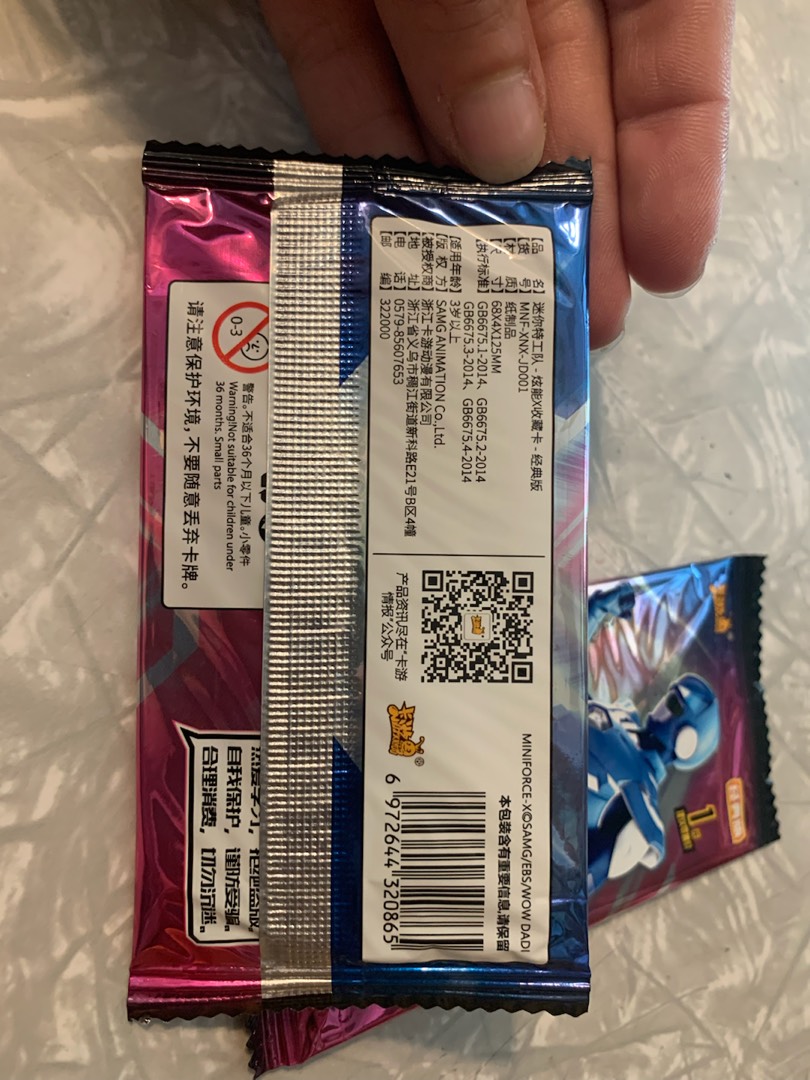 【品 名】迷你特工队-炫能X收藏卡-经典版
【货 号】MNF-XNX-JD001
【材 质】纸制品
【尺 寸】68X4X125MM
【执行标准】GB6675.1-2014、GB6675.2-2014
GB6675.3-2014、GB6675.4-2014
【适用年龄】3岁以上
【版 权 方】SAMG ANIMATION Co.,Ltd.
【被授权商】浙江卡游动漫有限公司
【地 址】浙江省义乌市稠江街道新科路E21号B区4幢
【电 话】0579-85607653
【邮 编】322000
产品资讯尽在“卡游
情报”公众号
卡游
MINIFORCE-X©SAMG/EBS/WOW DADI
本包装含有重要信息,请保留
6 972644 320865
0-3
警告。不适合36个月以下儿童。小零件
Warning!Not suitable for children under
36 months. Small parts
请注意保护环境,不要随意丢弃卡牌。
自我保护,谨防受骗。
合理消费,切勿沉迷。
经典版